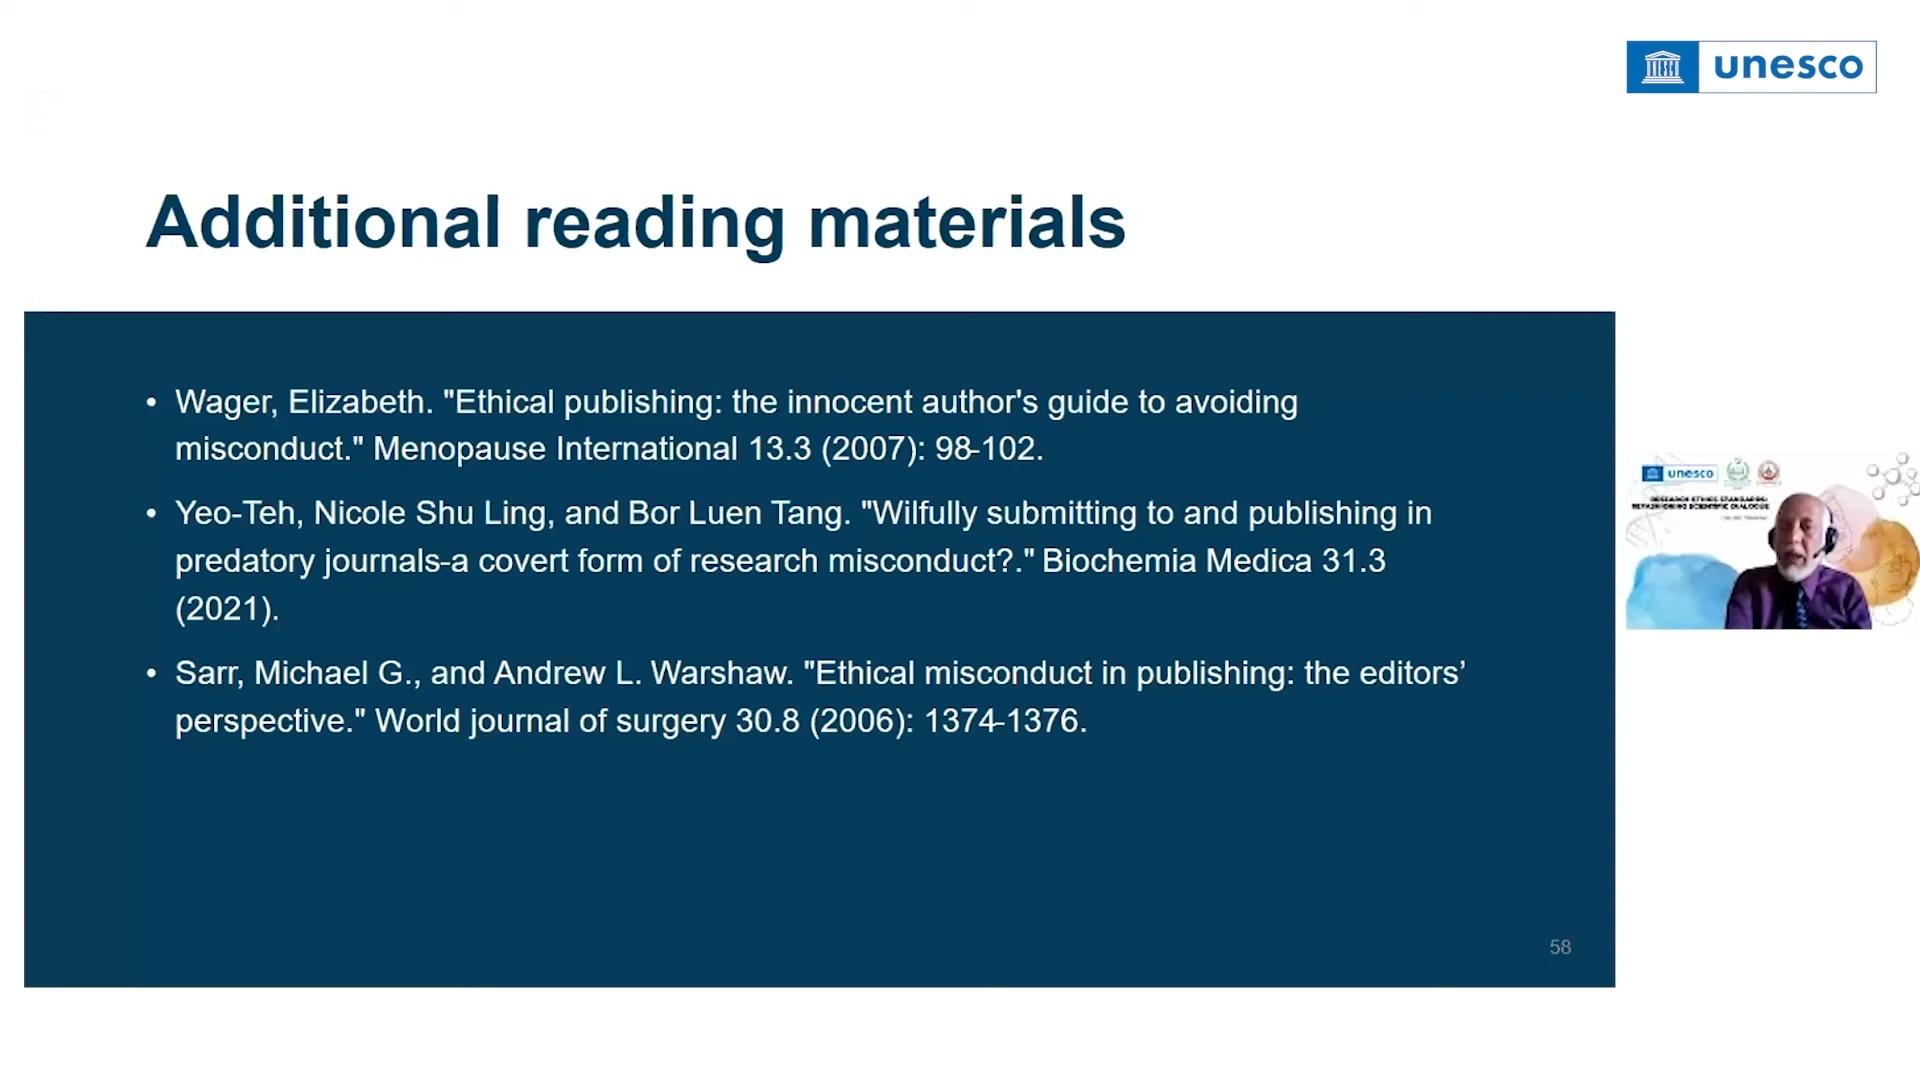 UNESCO
unesco
Additional reading materials
• Wager, Elizabeth. "Ethical publishing: the innocent author's guide to avoiding
misconduct." Menopause International 13.3 (2007): 98-102.
• Yeo-Teh, Nicole Shu Ling, and Bor Luen Tang. "Wilfully submitting to and publishing in
predatory journals-a covert form of research misconduct?." Biochemia Medica 31.3
(2021).
• Sarr, Michael G., and Andrew L. Warshaw. "Ethical misconduct in publishing: the editors’
perspective." World journal of surgery 30.8 (2006): 1374-1376.
58
unesco